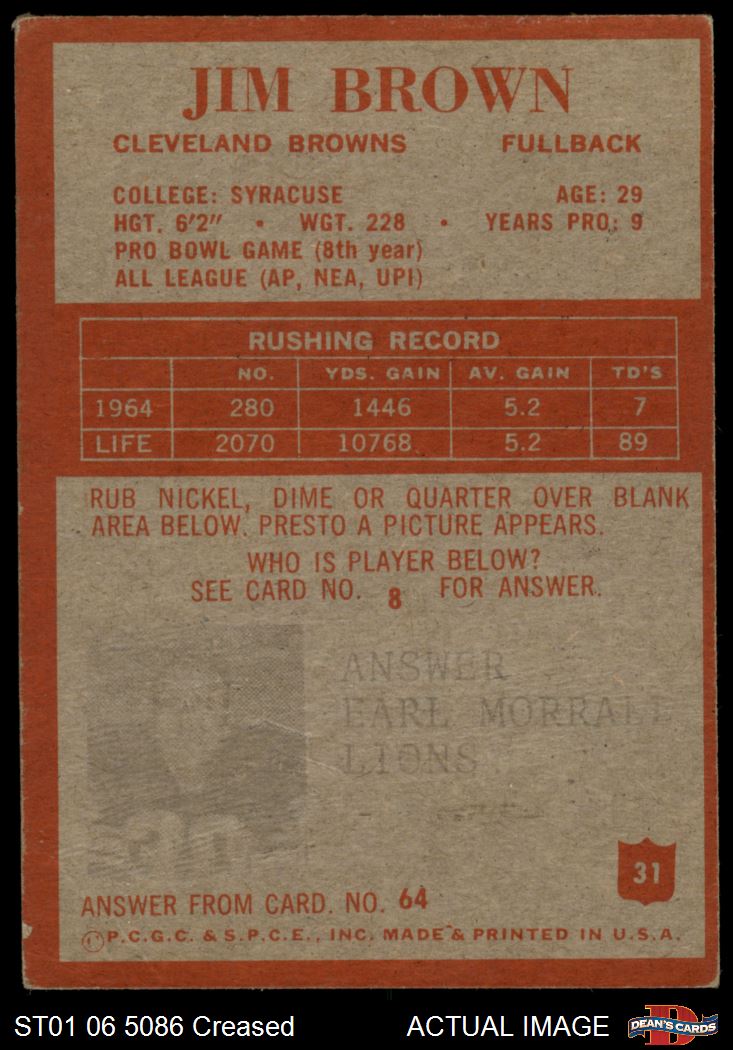 JIM BROWN
CLEVELAND BROWNS FULLBACK
COLLEGE: SYRACUSE AGE: 29
HGT. 6'2" • WGT. 228 • YEARS PRO: 9
PRO BOWL GAME (8th year)
ALL LEAGUE (AP, NEA, UPI)
RUSHING RECORD
NO. YDS. GAIN AV. GAIN TD'S
1964 280 1446 5.2 7
LIFE 2070 10768 5.2 89
RUB NICKEL, DIME OR QUARTER OVER BLANK
AREA BELOW. PRESTO A PICTURE APPEARS.
WHO IS PLAYER BELOW?
SEE CARD NO. 8 FOR ANSWER.
ANSWER
EARL MORRALL
LIONS
31
ANSWER FROM CARD. NO. 64
©P.C.G.C. & S.P.C.E., INC. MADE & PRINTED IN U.S.A.
ST01 06 5086 Creased ACTUAL IMAGE DEAN'S CARDS